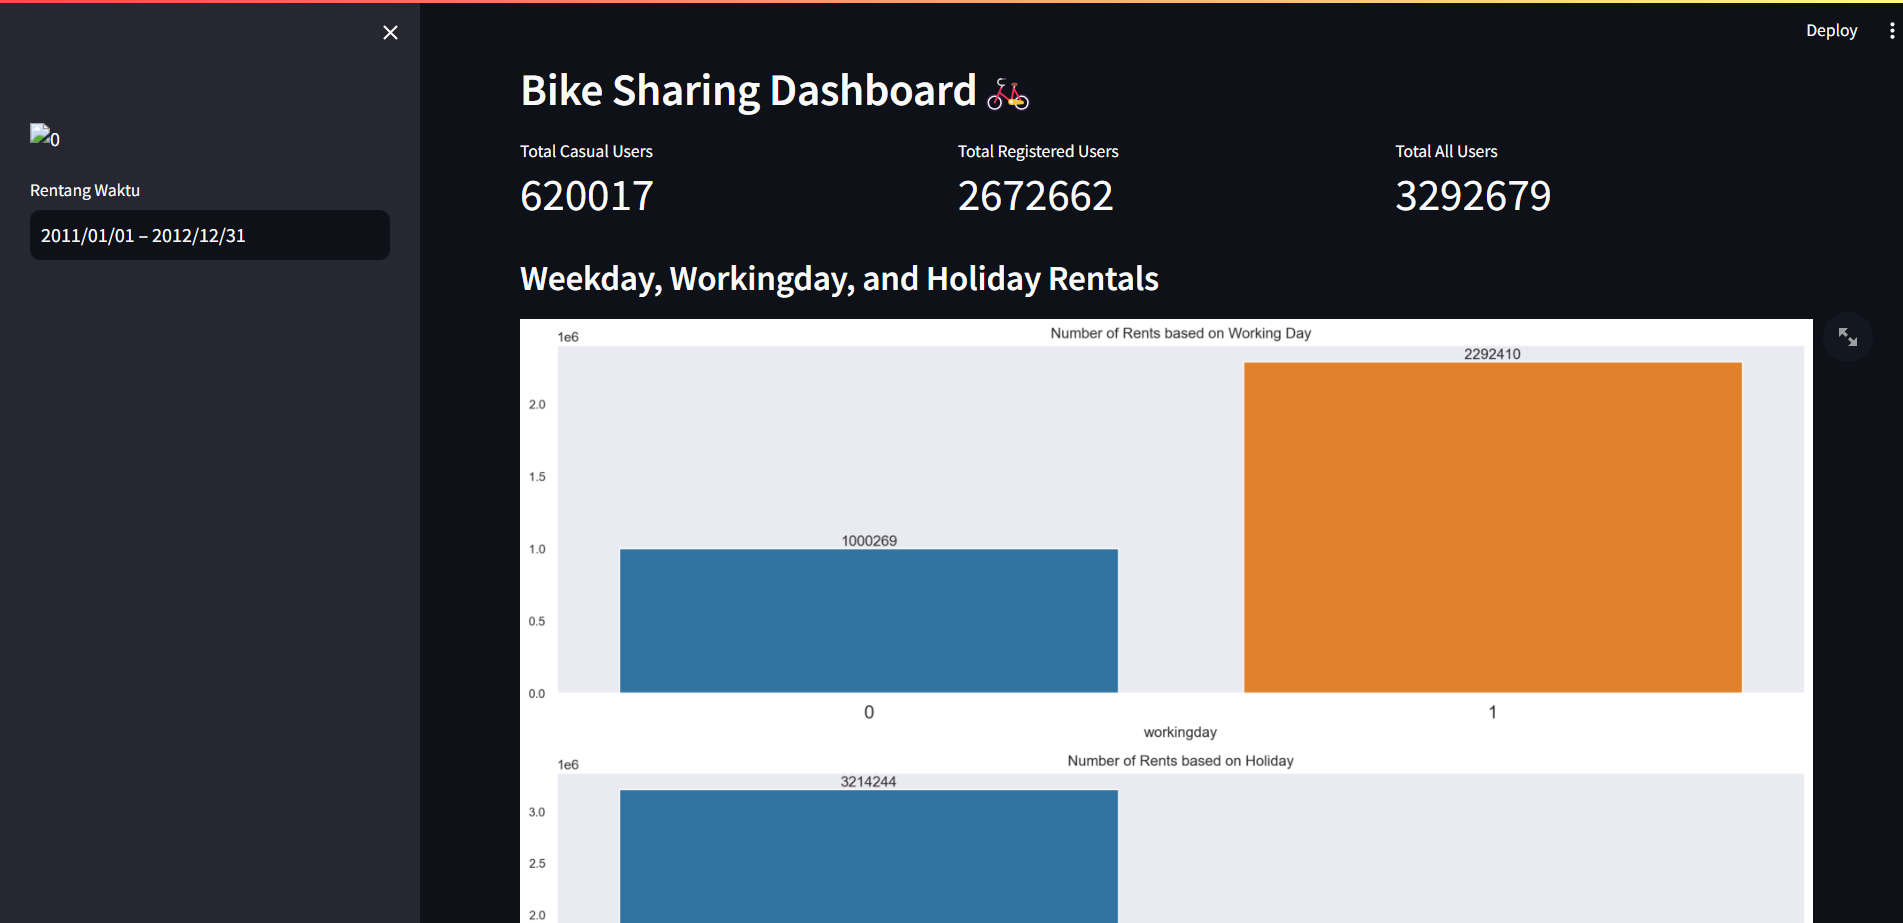 Deploy
0
Rentang Waktu
2011/01/01 – 2012/12/31
Bike Sharing Dashboard
Total Casual Users
620017
Total Registered Users
2672662
Total All Users
3292679
Weekday, Workingday, and Holiday Rentals
Number of Rents based on Working Day
1e6
2292410
2.0
1.5
1000269
1.0
0.5
0.0
0
1
workingday
Number of Rents based on Holiday
1e6
3214244
3.0
2.5
2.0